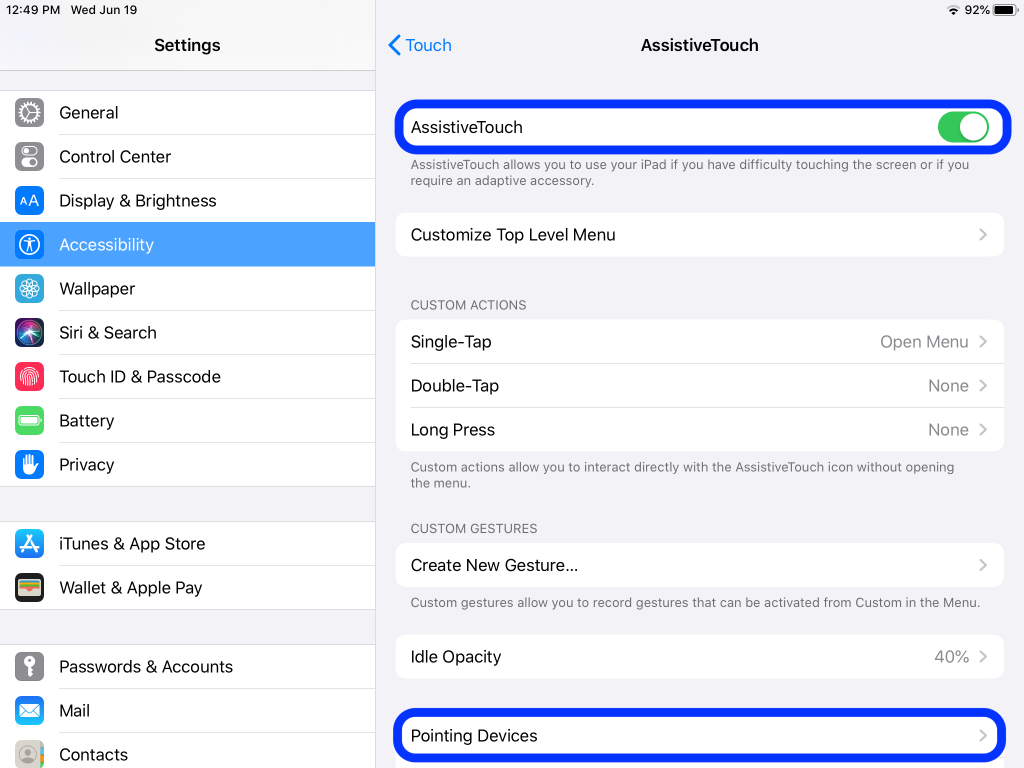 12:49 PM Wed Jun 19
92%
Settings
General
Control Center
AA Display & Brightness
Accessibility
Wallpaper
Siri & Search
Touch ID & Passcode
Battery
Privacy
iTunes & App Store
Wallet & Apple Pay
Passwords & Accounts
Mail
Contacts
Touch
AssistiveTouch
AssistiveTouch
AssistiveTouch allows you to use your iPad if you have difficulty touching the screen or if you
require an adaptive accessory.
Customize Top Level Menu
CUSTOM ACTIONS
Single-Tap Open Menu
Double-Tap None
Long Press None
Custom actions allow you to interact directly with the AssistiveTouch icon without opening
the menu.
CUSTOM GESTURES
Create New Gesture...
Custom gestures allow you to record gestures that can be activated from Custom in the Menu.
Idle Opacity 40%
Pointing Devices